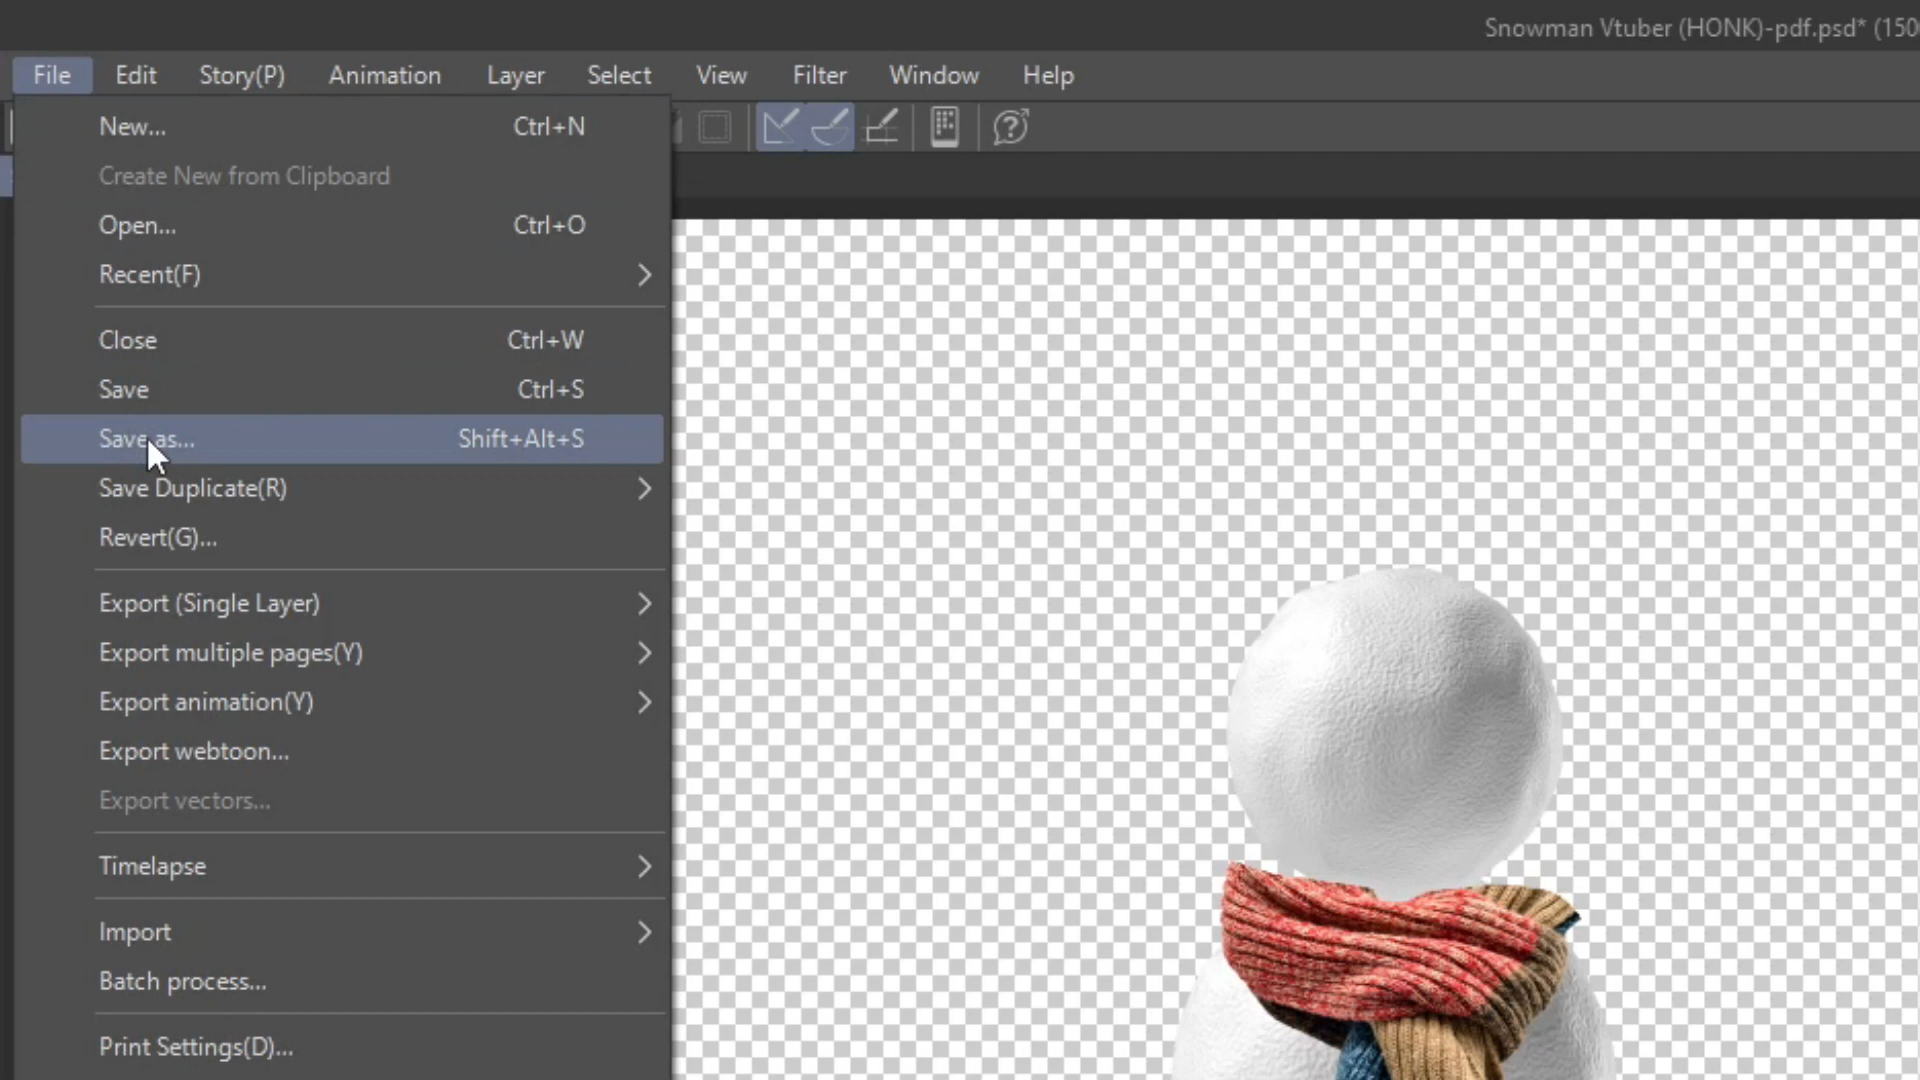 Snowman Vtuber (HONK)-pdf.psd* (150
File Edit Story(P) Animation Layer Select View Filter Window Help
New... Ctrl+N
Create New from Clipboard
Open... Ctrl+O
Recent(F)
Close Ctrl+W
Save Ctrl+S
Save as... Shift+Alt+S
Save Duplicate(R)
Revert(G)...
Export (Single Layer)
Export multiple pages(Y)
Export animation(Y)
Export webtoon...
Export vectors...
Timelapse
Import
Batch process...
Print Settings(D)...